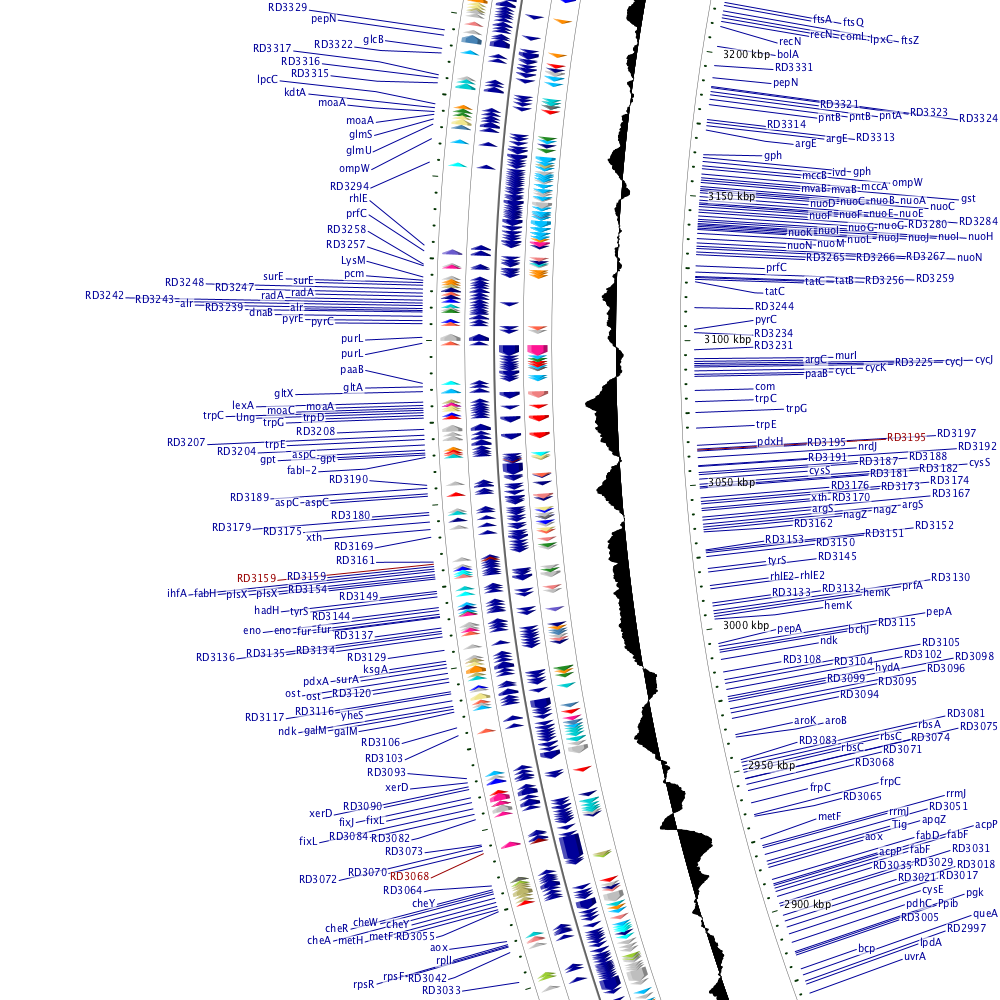 RD3329
pepN
glcB
RD3322
RD3317
RD3316
RD3315
lpcC
kdtA
moaA
moaA
glmS
glmU
ompW
RD3294
rhlE
prfC
RD3258
RD3257
LysM
pcm
surE surE
RD3248 RD3247
RD3242 RD3243 radA radA
alr RD3239 alr
dnaB
pyrE pyrC
purL
purL
paaB
gltA
gltX
lexA moaC moaA
trpC Ung trpG trpD
RD3208
RD3207 trpE
RD3204 aspC
gpt gpt
fabI-2
RD3190
RD3189 aspC aspC
RD3180
RD3179 RD3175
xth
RD3169
RD3161
RD3159 RD3159
ihfA fabH plsX plsX RD3154
RD3149
hadH tyrS
RD3144
eno eno fur fur
RD3137
RD3136 RD3135 RD3134
RD3129
ksgA
pdxA surA
ost ost RD3120
RD3117 RD3116 yheS
ndk galM galM
RD3106
RD3103
RD3093
xerD
RD3090
xerD
fixJ fixL
fixL RD3084 RD3082
RD3073
RD3072 RD3070 RD3068
RD3064
cheY
cheW cheY
cheR
cheA metH metF RD3055
aox
rplI
rpsF RD3042
rpsR
RD3033
ftsA ftsQ
recN comL lpxC ftsZ
recN
3200 kbp bolA
RD3331
pepN
RD3321
pntB pntB pntA RD3323
RD3324
RD3314
argE RD3313
argE
gph
mccB ivd gph
ompW
mvaB mvaB mccA
3150 kbp
gst
nuoD nuoC nuoB nuoA
nuoC
nuoF nuoF nuoE nuoE
RD3284
nuoG nuoG RD3280
nuoK nuoI nuoL nuoJ nuoJ nuoI nuoH
nuoN nuoM
RD3265 RD3266 RD3267 nuoN
prfC
tatC tatB RD3256 RD3259
tatC
RD3244
pyrC
RD3234
3100 kbp
RD3231
argC murI
RD3225 cycJ cycJ
paaB cycL cycK
com
trpC
trpG
trpE
pdxH RD3195 RD3195 RD3197
nrdJ
RD3192
RD3191 RD3187 RD3188
cysS
cysS RD3181 RD3182
3050 kbp
RD3176 RD3173 RD3174
xth RD3170
RD3167
argS nagZ nagZ argS
RD3162
RD3152
RD3153 RD3150 RD3151
tyrS RD3145
rhlE2 rhlE2
RD3130
RD3133 RD3132 hemK prfA
hemK
pepA
3000 kbp
pepA bchJ RD3115
ndk
RD3105
RD3108 RD3104 RD3102 RD3098
hydA RD3096
RD3099 RD3095
RD3094
RD3081
aroK aroB rbsA
RD3075
RD3083 rbsC RD3074
rbsC RD3071
2950 kbp
RD3068
frpC
frpC RD3065
rrmJ
RD3051
metF rrmJ
Tig apqZ
acpP
aox fabD fabF
acpP fabF RD3031
RD3035 RD3029 RD3018
RD3021 RD3017
cysE
pgk
2900 kbp
pdhC Ppib
RD3005 queA
RD2997
bcp lpdA
uvrA